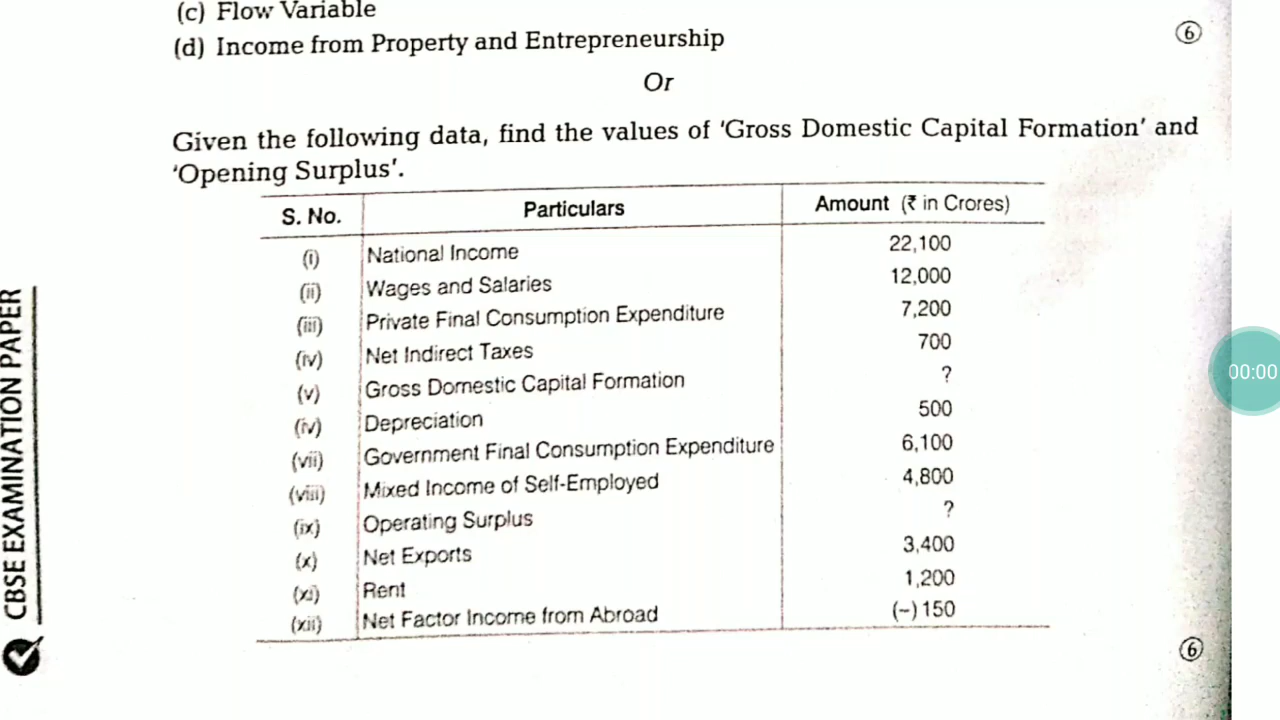 (c) Flow Variable
(d) Income from Property and Entrepreneurship
6
Or
Given the following data, find the values of 'Gross Domestic Capital Formation' and
'Opening Surplus'.
S. No. Particulars Amount (₹ in Crores)
(i) National Income 22,100
(ii) Wages and Salaries 12,000
(iii) Private Final Consumption Expenditure 7,200
(iv) Net Indirect Taxes 700
(v) Gross Domestic Capital Formation ?
(iv) Depreciation 500
(vii) Government Final Consumption Expenditure 6,100
(viii) Mixed Income of Self-Employed 4,800
(ix) Operating Surplus ?
(x) Net Exports 3,400
(xi) Rent 1,200
(xii) Net Factor Income from Abroad (–) 150
6
CBSE EXAMINATION PAPER
00:00